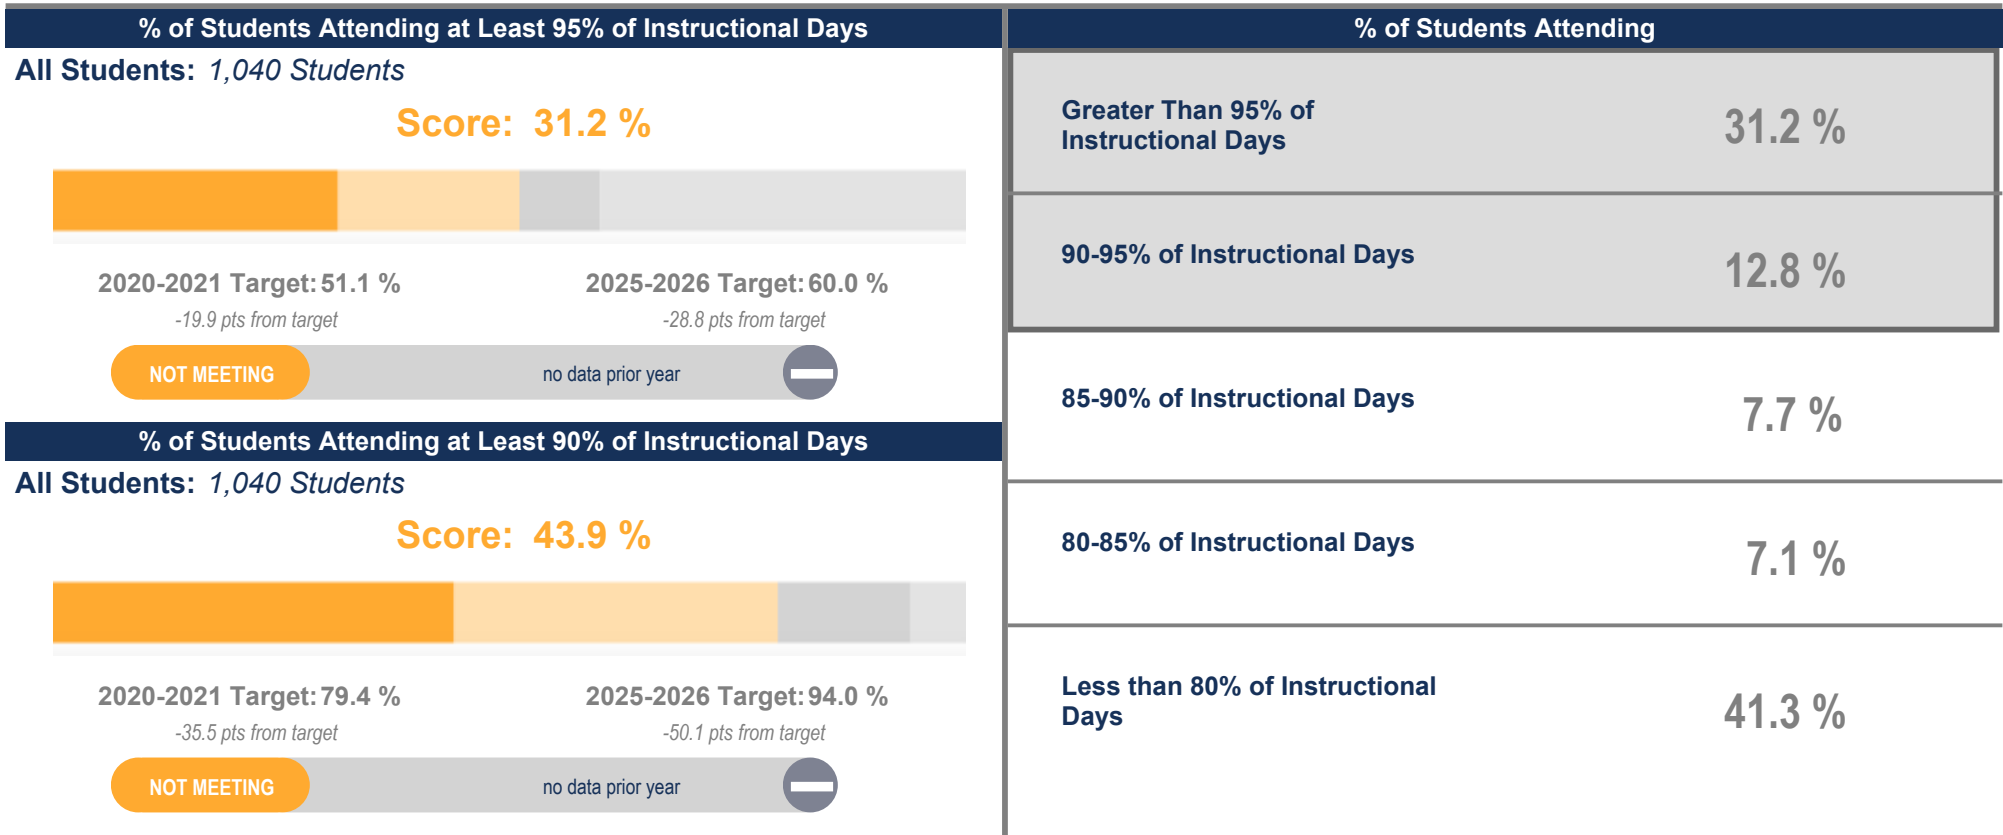 % of Students Attending at Least 95% of Instructional Days
All Students: 1,040 Students
Score: 31.2 %
2020-2021 Target: 51.1 %
-19.9 pts from target
2025-2026 Target: 60.0 %
-28.8 pts from target
NOT MEETING
no data prior year
% of Students Attending at Least 90% of Instructional Days
All Students: 1,040 Students
Score: 43.9 %
2020-2021 Target: 79.4 %
-35.5 pts from target
2025-2026 Target: 94.0 %
-50.1 pts from target
NOT MEETING
no data prior year
% of Students Attending
Greater Than 95% of
Instructional Days
31.2 %
90-95% of Instructional Days
12.8 %
85-90% of Instructional Days
7.7 %
80-85% of Instructional Days
7.1 %
Less than 80% of Instructional
Days
41.3 %